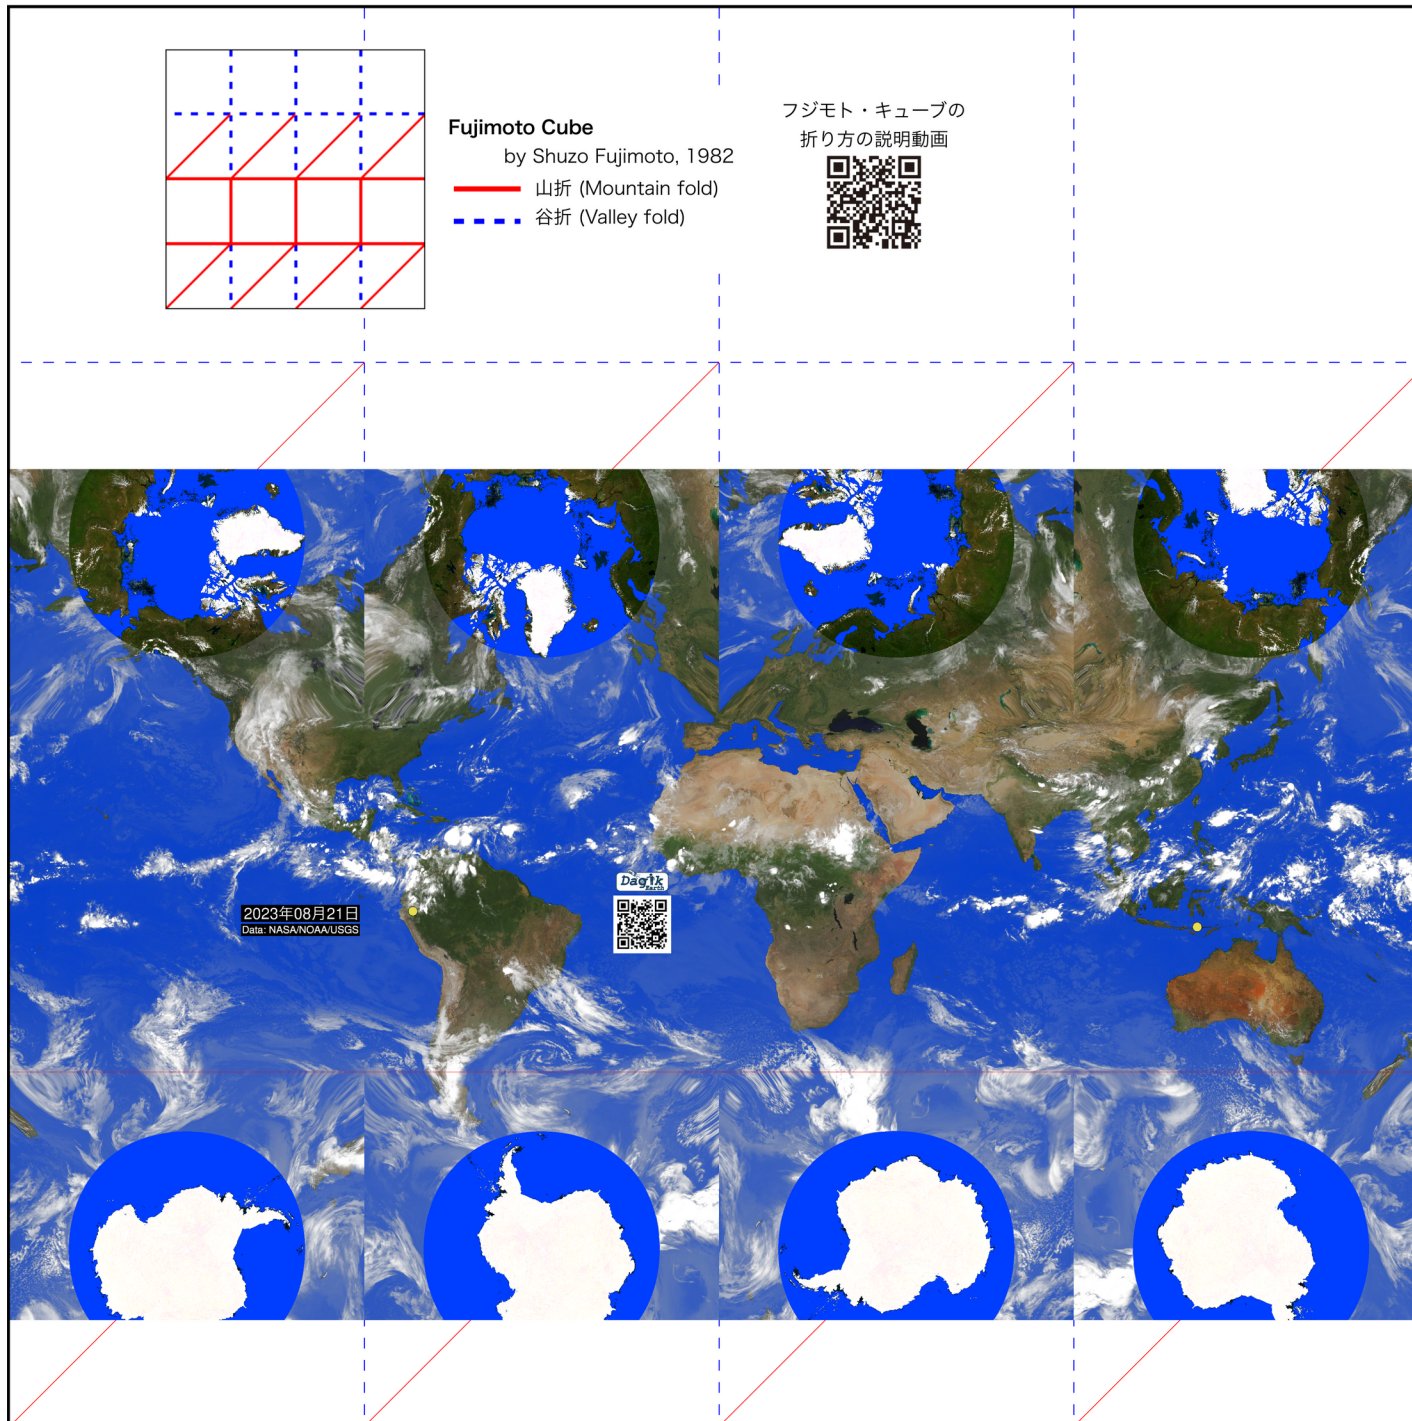 Fujimoto Cube
by Shuzo Fujimoto, 1982
山折 (Mountain fold)
谷折 (Valley fold)
フジモト・キューブの
折り方の説明動画
Dagik
Earth
2023年08月21日
Data: NASA/NOAA/USGS